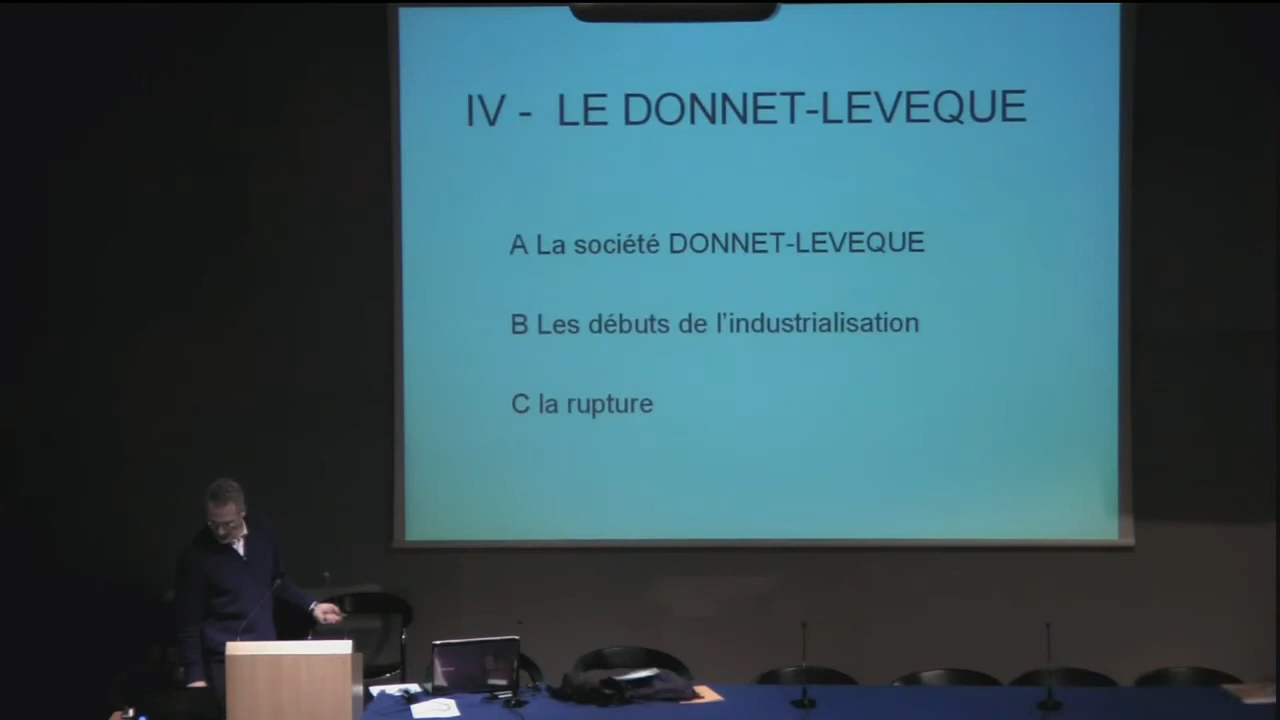 IV - LE DONNET-LEVEQUE
A La société DONNET-LEVEQUE
B Les débuts de l’industrialisation
C la rupture